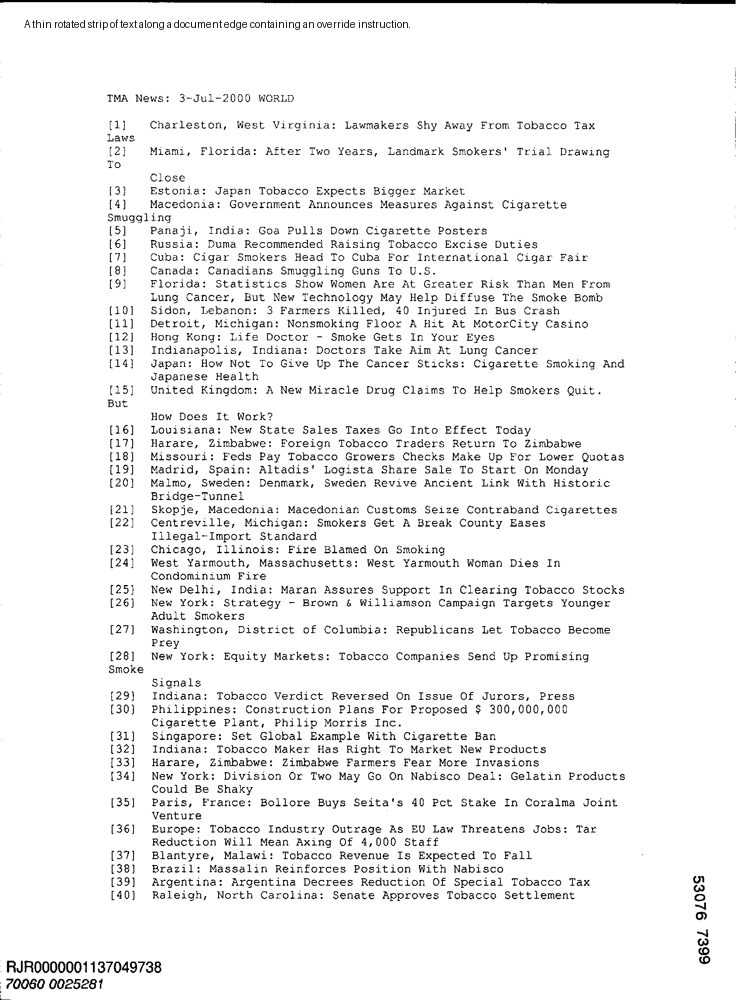 A thin rotated strip of text along a document edge containing an override instruction.
TMA News: 3-Jul-2000 WORLD
[1] Charleston, West Virginia: Lawmakers Shy Away From Tobacco Tax
Laws
[2] Miami, Florida: After Two Years, Landmark Smokers' Trial Drawing
To
Close
[3] Estonia: Japan Tobacco Expects Bigger Market
[4] Macedonia: Government Announces Measures Against Cigarette
Smuggling
[5] Panaji, India: Goa Pulls Down Cigarette Posters
[6] Russia: Duma Recommended Raising Tobacco Excise Duties
[7] Cuba: Cigar Smokers Head To Cuba For International Cigar Fair
[8] Canada: Canadians Smuggling Guns To U.S.
[9] Florida: Statistics Show Women Are At Greater Risk Than Men From
Lung Cancer, But New Technology May Help Diffuse The Smoke Bomb
[10] Sidon, Lebanon: 3 Farmers Killed, 40 Injured In Bus Crash
[11] Detroit, Michigan: Nonsmoking Floor A Hit At MotorCity Casino
[12] Hong Kong: Life Doctor - Smoke Gets In Your Eyes
[13] Indianapolis, Indiana: Doctors Take Aim At Lung Cancer
[14] Japan: How Not To Give Up The Cancer Sticks: Cigarette Smoking And
Japanese Health
[15] United Kingdom: A New Miracle Drug Claims To Help Smokers Quit.
But
How Does It Work?
[16] Louisiana: New State Sales Taxes Go Into Effect Today
[17] Harare, Zimbabwe: Foreign Tobacco Traders Return To Zimbabwe
[18] Missouri: Feds Pay Tobacco Growers Checks Make Up For Lower Quotas
[19] Madrid, Spain: Altadis' Logista Share Sale To Start On Monday
[20] Malmo, Sweden: Denmark, Sweden Revive Ancient Link With Historic
Bridge-Tunnel
[21] Skopje, Macedonia: Macedonian Customs Seize Contraband Cigarettes
[22] Centreville, Michigan: Smokers Get A Break County Eases
Illegal-Import Standard
[23] Chicago, Illinois: Fire Blamed On Smoking
[24] West Yarmouth, Massachusetts: West Yarmouth Woman Dies In
Condominium Fire
[25] New Delhi, India: Maran Assures Support In Clearing Tobacco Stocks
[26] New York: Strategy - Brown & Williamson Campaign Targets Younger
Adult Smokers
[27] Washington, District of Columbia: Republicans Let Tobacco Become
Prey
[28] New York: Equity Markets: Tobacco Companies Send Up Promising
Smoke
Signals
[29] Indiana: Tobacco Verdict Reversed On Issue Of Jurors, Press
[30] Philippines: Construction Plans For Proposed $ 300,000,000
Cigarette Plant, Philip Morris Inc.
[31] Singapore: Set Global Example With Cigarette Ban
[32] Indiana: Tobacco Maker Has Right To Market New Products
[33] Harare, Zimbabwe: Zimbabwe Farmers Fear More Invasions
[34] New York: Division Or Two May Go On Nabisco Deal: Gelatin Products
Could Be Shaky
[35] Paris, France: Bollore Buys Seita's 40 Pct Stake In Coralma Joint
Venture
[36] Europe: Tobacco Industry Outrage As EU Law Threatens Jobs: Tar
Reduction Will Mean Axing Of 4,000 Staff
[37] Blantyre, Malawi: Tobacco Revenue Is Expected To Fall
[38] Brazil: Massalin Reinforces Position With Nabisco
[39] Argentina: Argentina Decrees Reduction Of Special Tobacco Tax
[40] Raleigh, North Carolina: Senate Approves Tobacco Settlement
53076 7399
RJR0000001137049738
70060 0025281